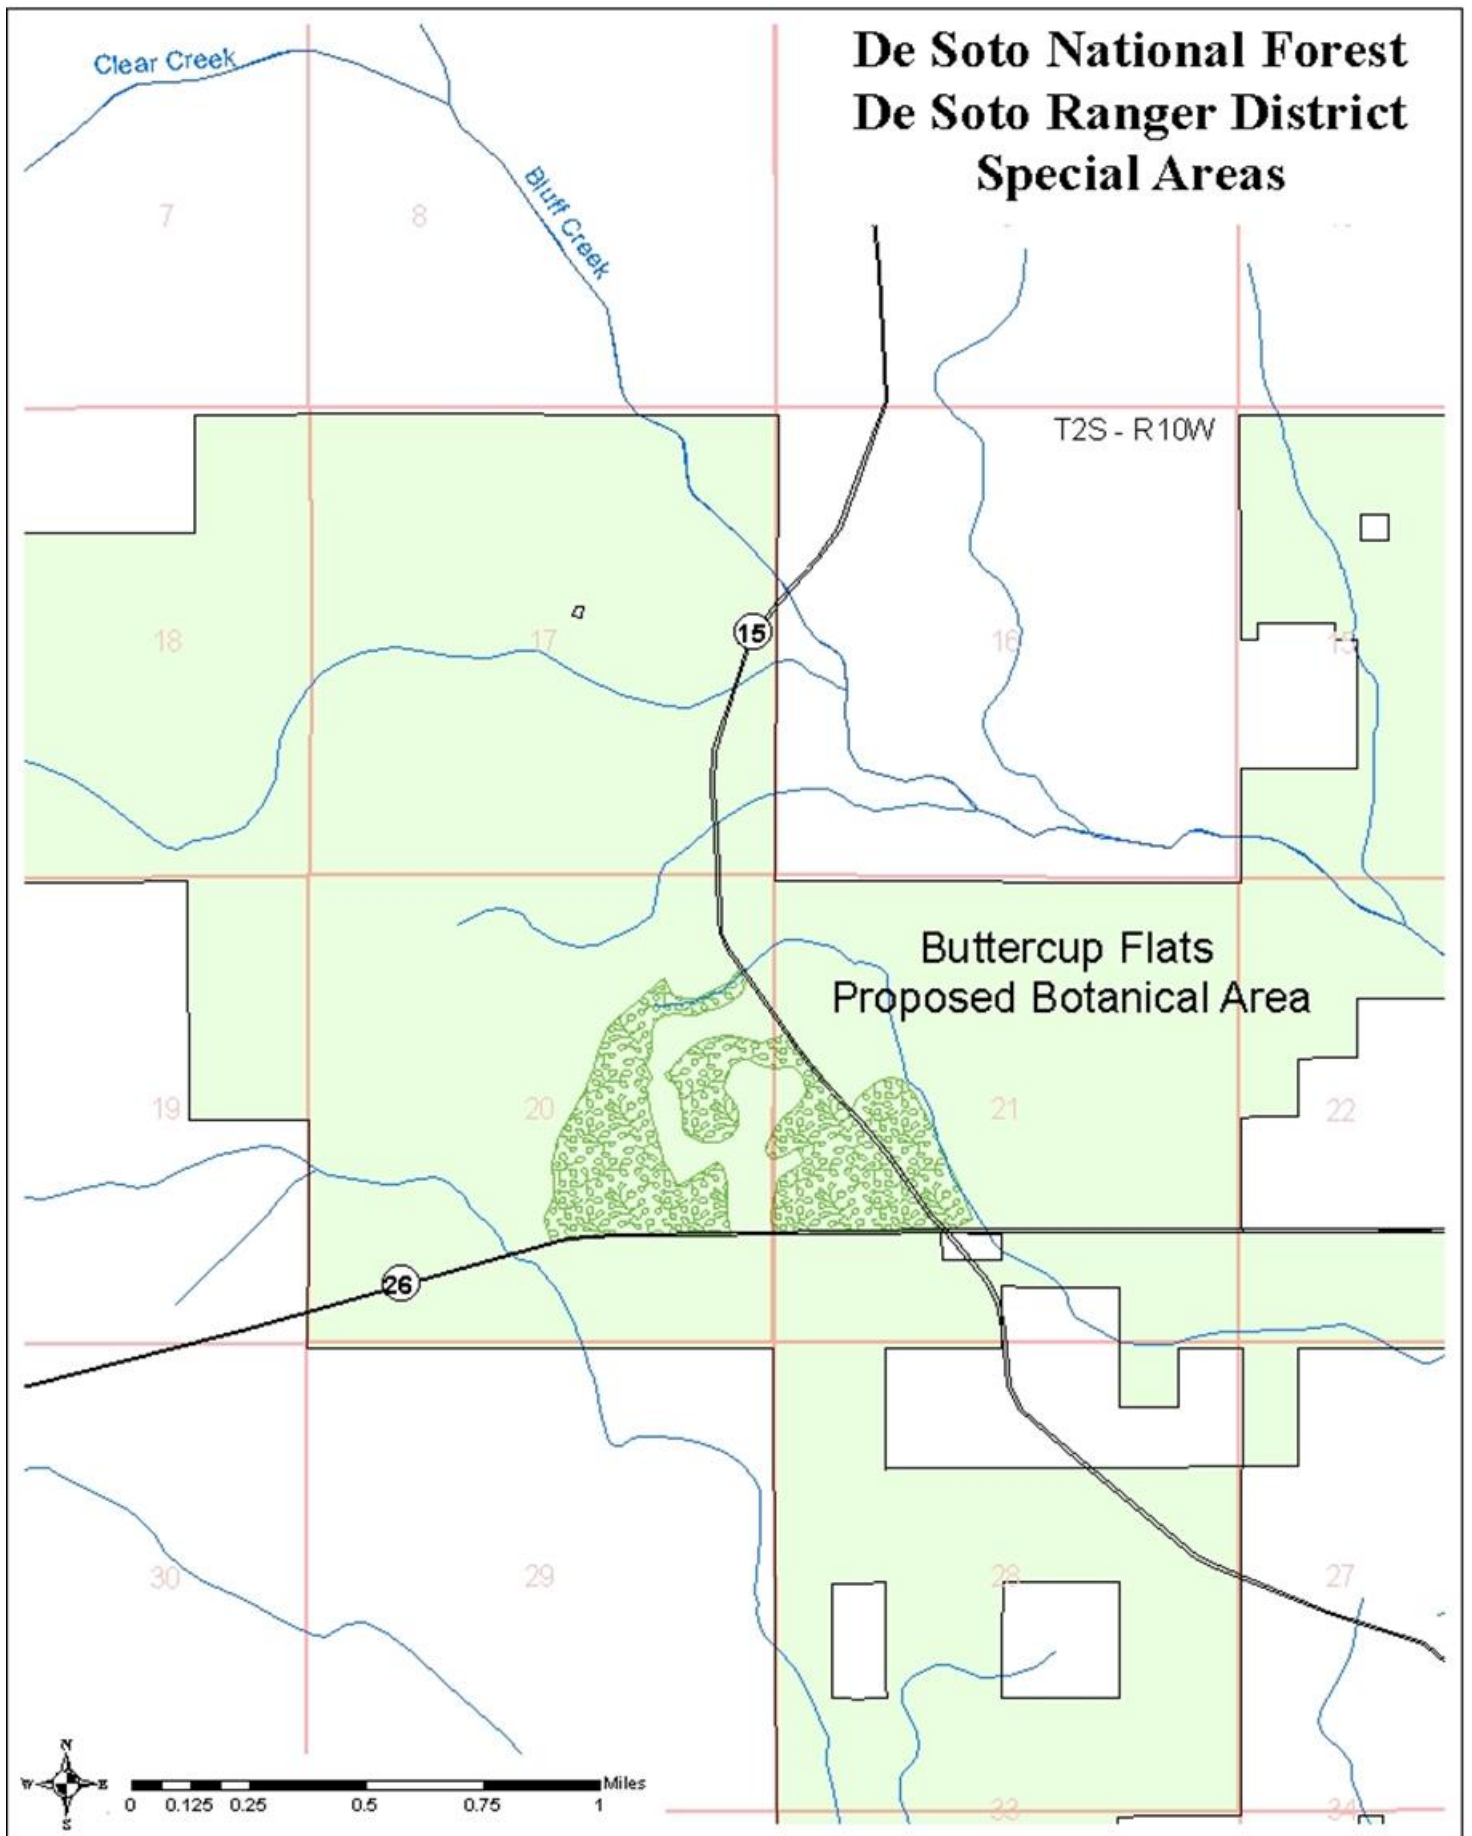 De Soto National Forest
De Soto Ranger District
Special Areas
Clear Creek
Bluff Creek
7
8
T2S - R10W
18
17
15
16
15
Buttercup Flats
Proposed Botanical Area
19
20
21
22
26
30
29
28
27
N
W E
S
Miles
0 0.125 0.25 0.5 0.75 1
33
34